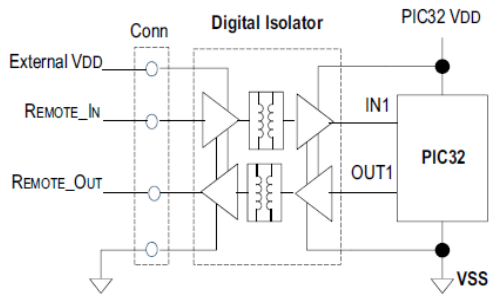 PIC32 VDD
Digital Isolator
Conn
External VDD
REMOTE_IN
IN1
REMOTE_OUT
OUT1
PIC32
VSS